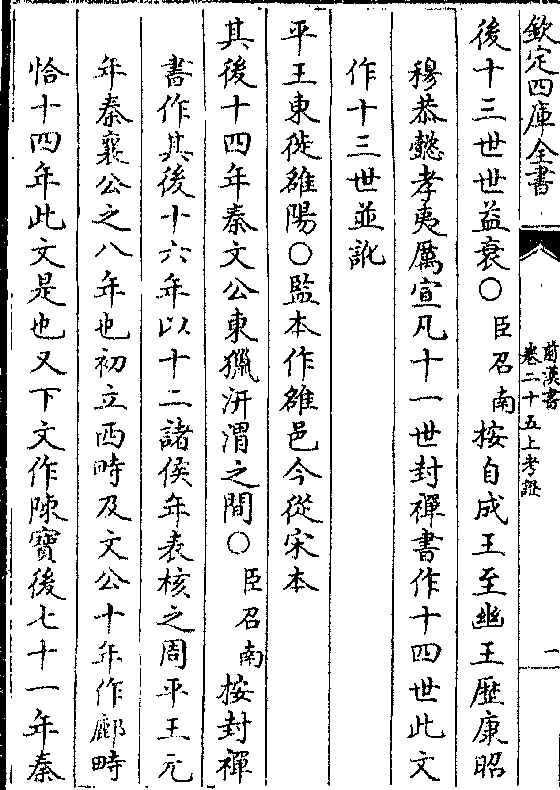 欽定四庫全書
前漢書
卷二十五上考證
一
後十三世世益衰〇臣召南按自成王至幽王歴康昭
穆恭懿孝夷厲宣凡十一世封禪書作十四世此文
作十三世並訛
平王東徙雒陽〇監本作雒邑今從宋本
其後十四年秦文公東獵汧渭之間〇臣召南按封禪
書作其後十六年以十二諸侯年表核之周平王元
年秦襄公之八年也初立西畤及文公十年作鄜畤
恰十四年此文是也又下文作陳寶後七十一年秦